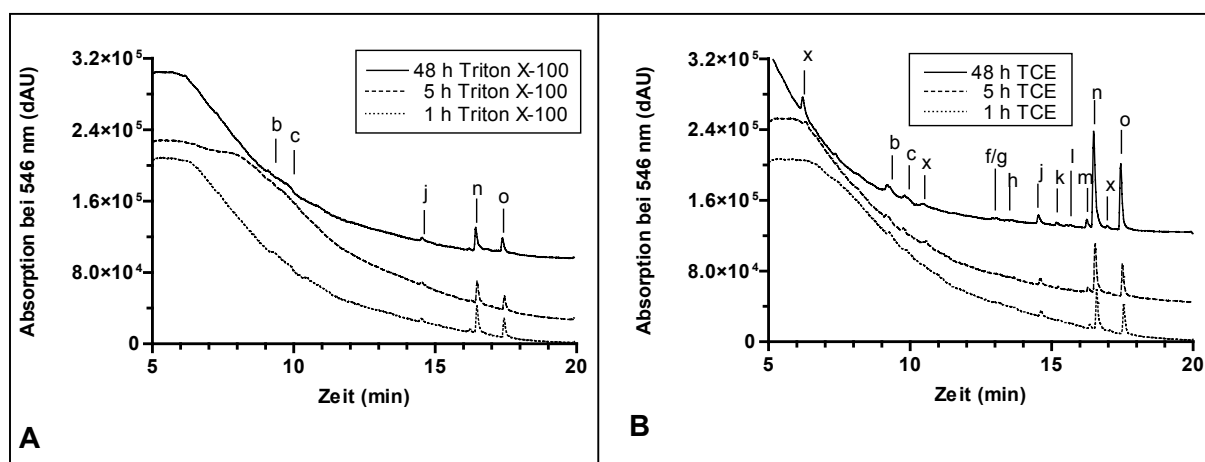 3.2×10⁵
2.4×10⁵
1.6×10⁵
8.0×10⁴
0
Absorption bei 546 nm (dAU)
48 h Triton X-100
5 h Triton X-100
1 h Triton X-100
b
c
j
n
o
5
10
15
20
Zeit (min)
A
3.2×10⁵
2.4×10⁵
1.6×10⁵
8.0×10⁴
0
Absorption bei 546 nm (dAU)
48 h TCE
5 h TCE
1 h TCE
x
b
c
x
f/g
h
j
k
l
m
n
x
o
5
10
15
20
Zeit (min)
B